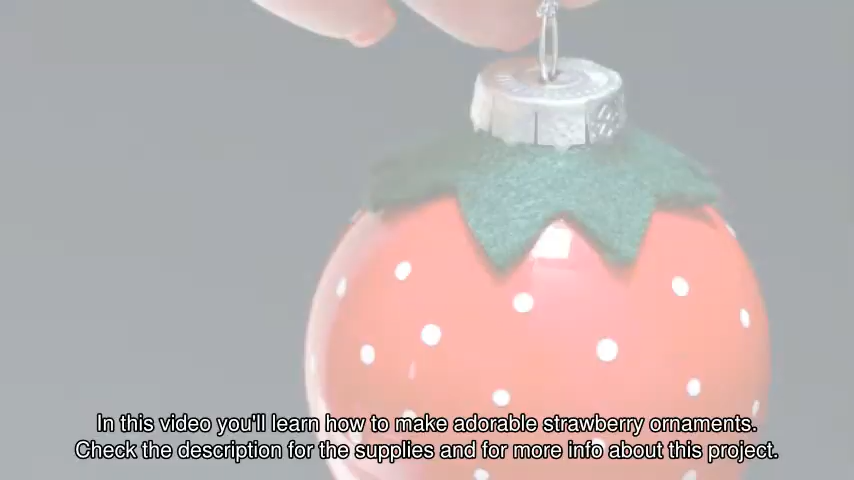 In this video you'll learn how to make adorable strawberry ornaments.
Check the description for the supplies and for more info about this project.